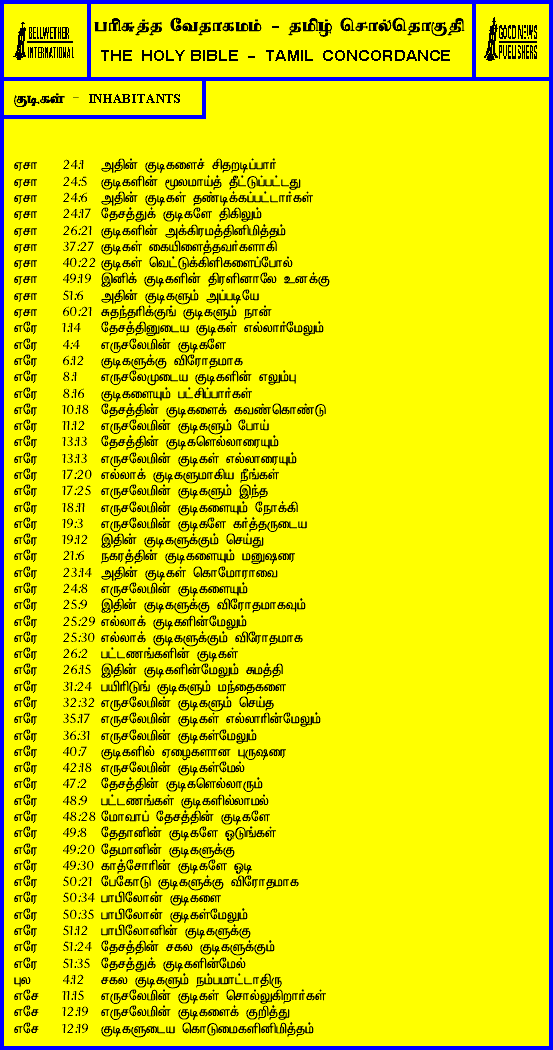 BELLWETHER
INTERNATIONAL
பரிசுத்த வேதாகமம் - தமிழ் சொல்தொகுதி
THE HOLY BIBLE - TAMIL CONCORDANCE
GOOD NEWS
PUBLISHERS
குடிகள் - INHABITANTS
ஏசா 24:1 அதின் குடிகளைச் சிதறடிப்பார்
ஏசா 24:5 குடிகளின் மூலமாய்த் தீட்டுப்பட்டது
ஏசா 24:6 அதின் குடிகள் தண்டிக்கப்பட்டார்கள்
ஏசா 24:17 தேசத்துக் குடிகளே திகிலும்
ஏசா 26:21 குடிகளின் அக்கிரமத்தினிமித்தம்
ஏசா 37:27 குடிகள் கையிளைத்தவர்களாகி
ஏசா 40:22 குடிகள் வெட்டுக்கிளிகளைப்போல்
ஏசா 49:19 இனிக் குடிகளின் திரளினாலே உனக்கு
ஏசா 51:6 அதின் குடிகளும் அப்படியே
ஏசா 60:21 சுதந்தரிக்குங் குடிகளும் நான்
எரே 1:14 தேசத்தினுடைய குடிகள் எல்லார்மேலும்
எரே 4:4 எருசலேமின் குடிகளே
எரே 6:12 குடிகளுக்கு விரோதமாக
எரே 8:1 எருசலேமுடைய குடிகளின் எலும்பு
எரே 8:16 குடிகளையும் பட்சிப்பார்கள்
எரே 10:18 தேசத்தின் குடிகளைக் கவண்கொண்டு
எரே 11:12 எருசலேமின் குடிகளும் போய்
எரே 13:13 தேசத்தின் குடிகளெல்லாரையும்
எரே 13:13 எருசலேமின் குடிகள் எல்லாரையும்
எரே 17:20 எல்லாக் குடிகளுமாகிய நீங்கள்
எரே 17:25 எருசலேமின் குடிகளும் இந்த
எரே 18:11 எருசலேமின் குடிகளையும் நோக்கி
எரே 19:3 எருசலேமின் குடிகளே கர்த்தருடைய
எரே 19:12 இதின் குடிகளுக்கும் செய்து
எரே 21:6 நகரத்தின் குடிகளையும் மனுஷரை
எரே 23:14 அதின் குடிகள் கொமோராவை
எரே 24:8 எருசலேமின் குடிகளையும்
எரே 25:9 இதின் குடிகளுக்கு விரோதமாகவும்
எரே 25:29 எல்லாக் குடிகளின்மேலும்
எரே 25:30 எல்லாக் குடிகளுக்கும் விரோதமாக
எரே 26:2 பட்டணங்களின் குடிகள்
எரே 26:15 இதின் குடிகளின்மேலும் சுமத்தி
எரே 31:24 பயிரிடுங் குடிகளும் மந்தைகளை
எரே 32:32 எருசலேமின் குடிகளும் செய்த
எரே 35:17 எருசலேமின் குடிகள் எல்லாரின்மேலும்
எரே 36:31 எருசலேமின் குடிகள்மேலும்
எரே 40:7 குடிகளில் ஏழைகளான புருஷரை
எரே 42:18 எருசலேமின் குடிகள்மேல்
எரே 47:2 தேசத்தின் குடிகளெல்லாரும்
எரே 48:9 பட்டணங்கள் குடிகளில்லாமல்
எரே 48:28 மோவாப் தேசத்தின் குடிகளே
எரே 49:8 தேதானின் குடிகளே ஓடுங்கள்
எரே 49:20 தேமானின் குடிகளுக்கு
எரே 49:30 காத்சோரின் குடிகளே ஓடி
எரே 50:21 பேகோடு குடிகளுக்கு விரோதமாக
எரே 50:34 பாபிலோன் குடிகளை
எரே 50:35 பாபிலோன் குடிகள்மேலும்
எரே 51:12 பாபிலோனின் குடிகளுக்கு
எரே 51:24 தேசத்தின் சகல குடிகளுக்கும்
எரே 51:35 தேசத்துக் குடிகளின்மேல்
புல 4:12 சகல குடிகளும் நம்பமாட்டாதிரு
எசே 11:15 எருசலேமின் குடிகள் சொல்லுகிறார்கள்
எசே 12:19 எருசலேமின் குடிகளைக் குறித்து
எசே 12:19 குடிகளுடைய கொடுமைகளினிமித்தம்